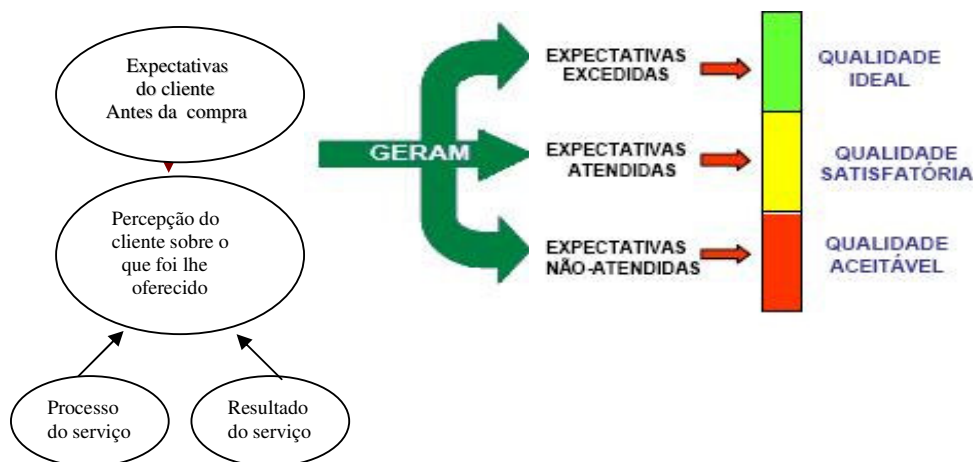 Expectativas
do cliente
Antes da compra
Percepção do
cliente sobre o
que foi lhe
oferecido
Processo
do serviço
Resultado
do serviço
GERAM
EXPECTATIVAS
EXCEDIDAS
QUALIDADE
IDEAL
EXPECTATIVAS
ATENDIDAS
QUALIDADE
SATISFATÓRIA
EXPECTATIVAS
NÃO-ATENDIDAS
QUALIDADE
ACEITÁVEL